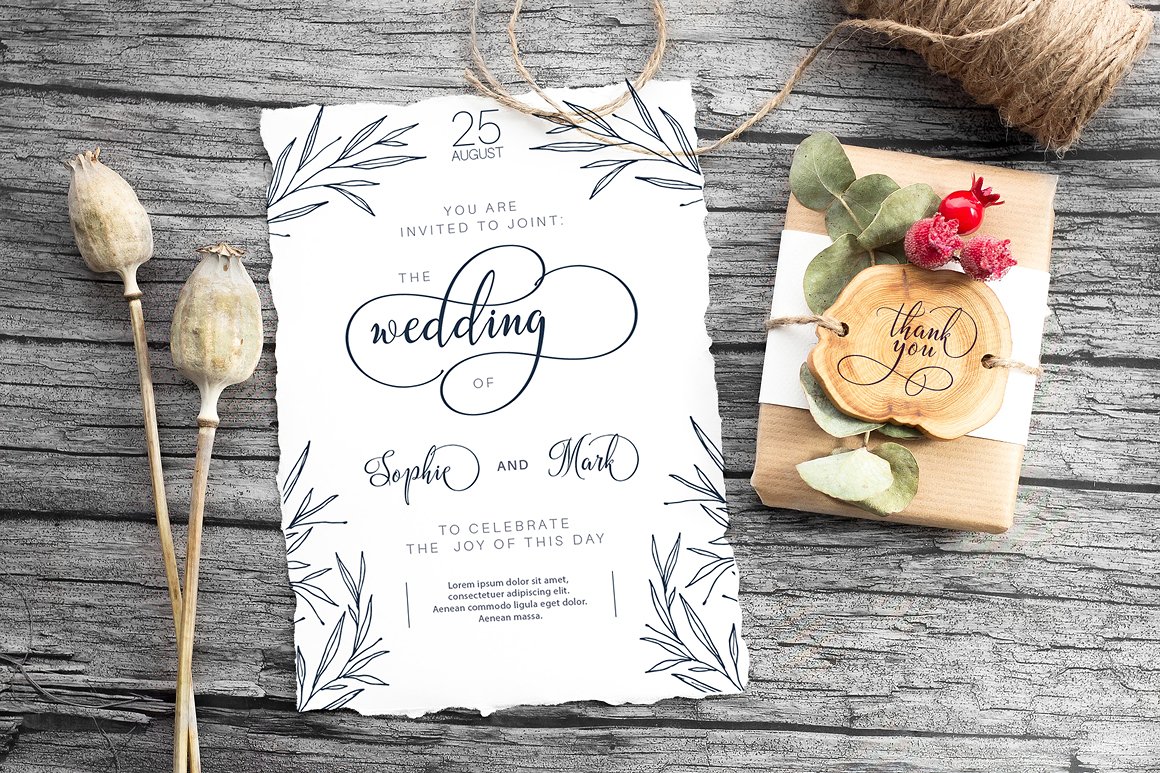 25
AUGUST
YOU ARE
INVITED TO JOINT:
THE
wedding
OF
Sophie AND Mark
TO CELEBRATE
THE JOY OF THIS DAY
Lorem ipsum dolor sit amet,
consectetuer adipiscing elit.
Aenean commodo ligula eget dolor.
Aenean massa.
thank
you